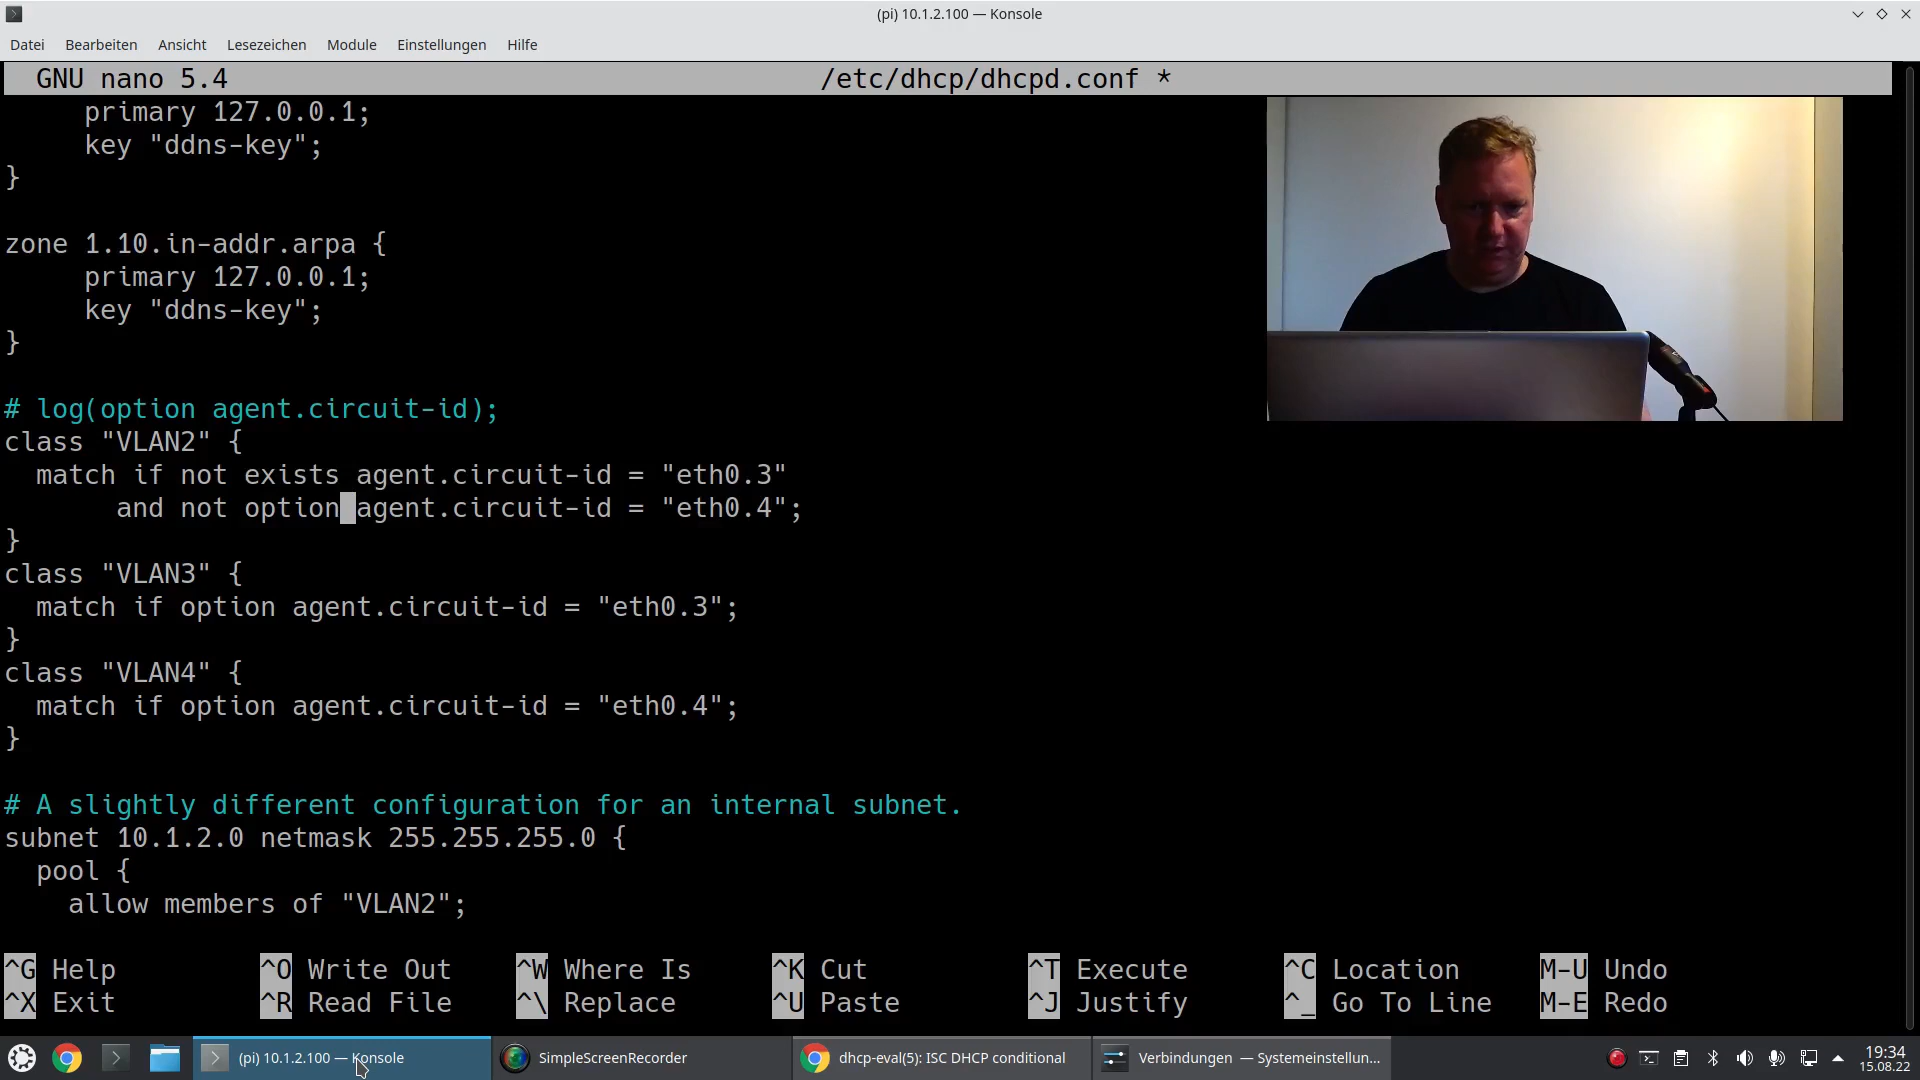 (pi) 10.1.2.100 — Konsole
Datei Bearbeiten Ansicht Lesezeichen Module Einstellungen Hilfe
GNU nano 5.4 /etc/dhcp/dhcpd.conf *
primary 127.0.0.1;
key "ddns-key";
}
zone 1.10.in-addr.arpa {
primary 127.0.0.1;
key "ddns-key";
}
# log(option agent.circuit-id);
class "VLAN2" {
match if not exists agent.circuit-id = "eth0.3"
and not option agent.circuit-id = "eth0.4";
}
class "VLAN3" {
match if option agent.circuit-id = "eth0.3";
}
class "VLAN4" {
match if option agent.circuit-id = "eth0.4";
}
# A slightly different configuration for an internal subnet.
subnet 10.1.2.0 netmask 255.255.255.0 {
pool {
allow members of "VLAN2";
^G Help ^O Write Out ^W Where Is ^K Cut ^T Execute ^C Location M-U Undo
^X Exit ^R Read File ^\ Replace ^U Paste ^J Justify ^_ Go To Line M-E Redo
(pi) 10.1.2.100 — Konsole SimpleScreenRecorder dhcp-eval(5): ISC DHCP conditional Verbindungen — Systemeinstellun... 19:34
15.08.22